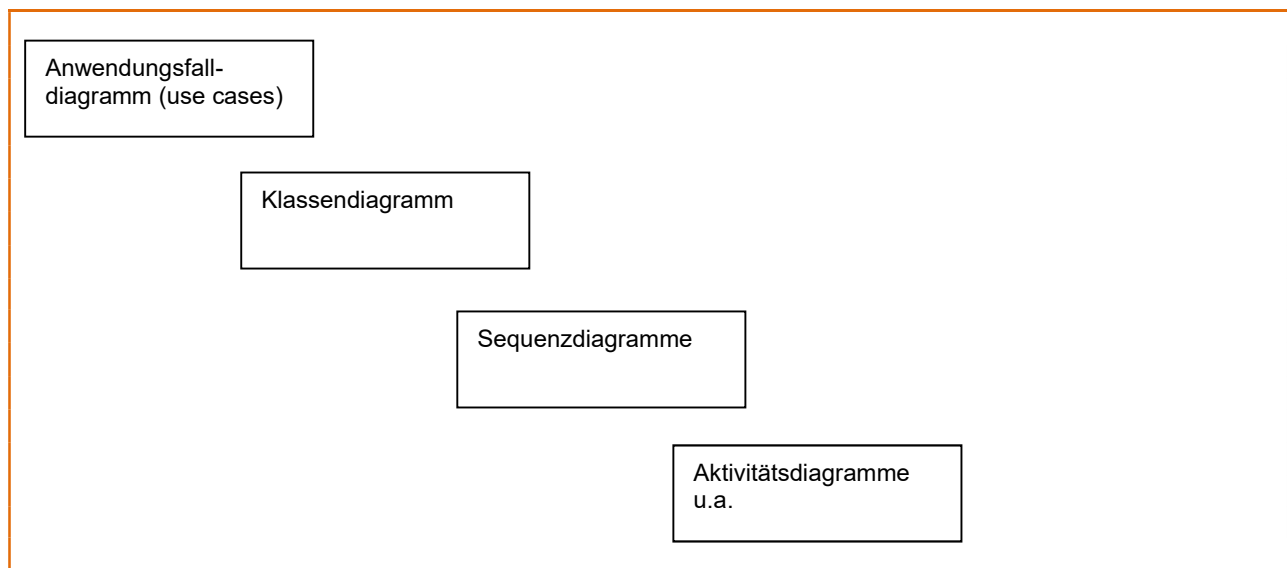 Anwendungsfall-
diagramm (use cases)
Klassendiagramm
Sequenzdiagramme
Aktivitätsdiagramme
u.a.